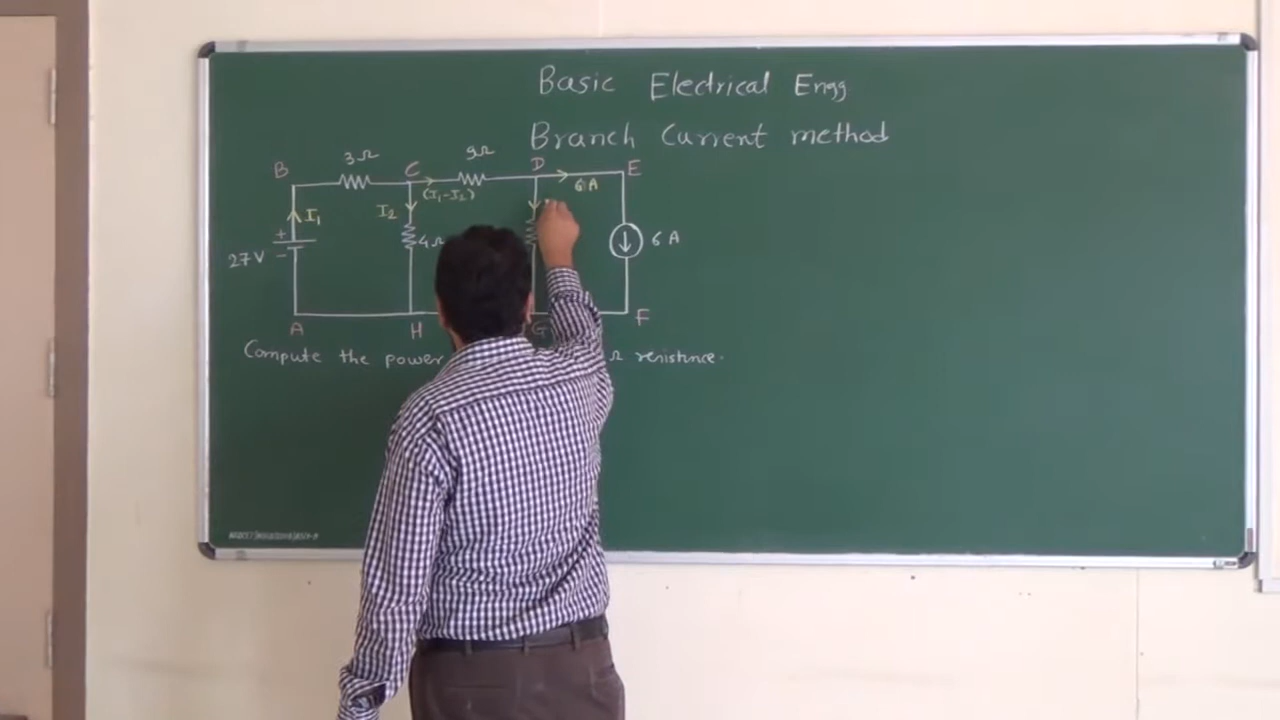 Basic Electrical Engg.
Branch Current method
3Ω
9Ω
B
C
D
E
(I₁-I₂)
6 A
I₁
I₂
+
4Ω
6 A
27V
-
A
H
G
F
Compute the power Ω resistance.